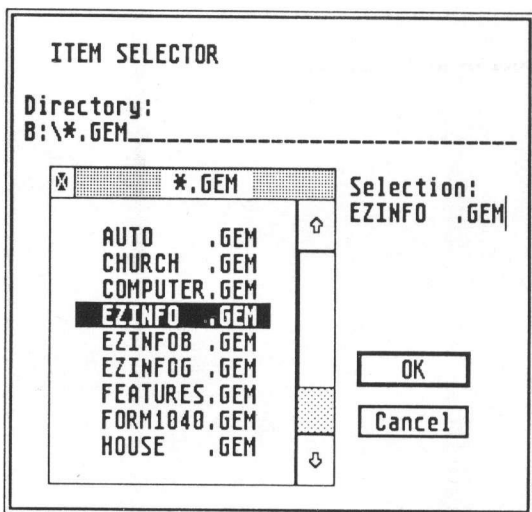 ITEM SELECTOR
Directory:
B:\*.GEM_______________________________
*.GEM
Selection:
EZINFO  .GEM
AUTO    .GEM
CHURCH  .GEM
COMPUTER.GEM
EZINFO  .GEM
EZINFOB .GEM
EZINFOG .GEM
FEATURES.GEM
FORM1040.GEM
HOUSE   .GEM
OK
Cancel